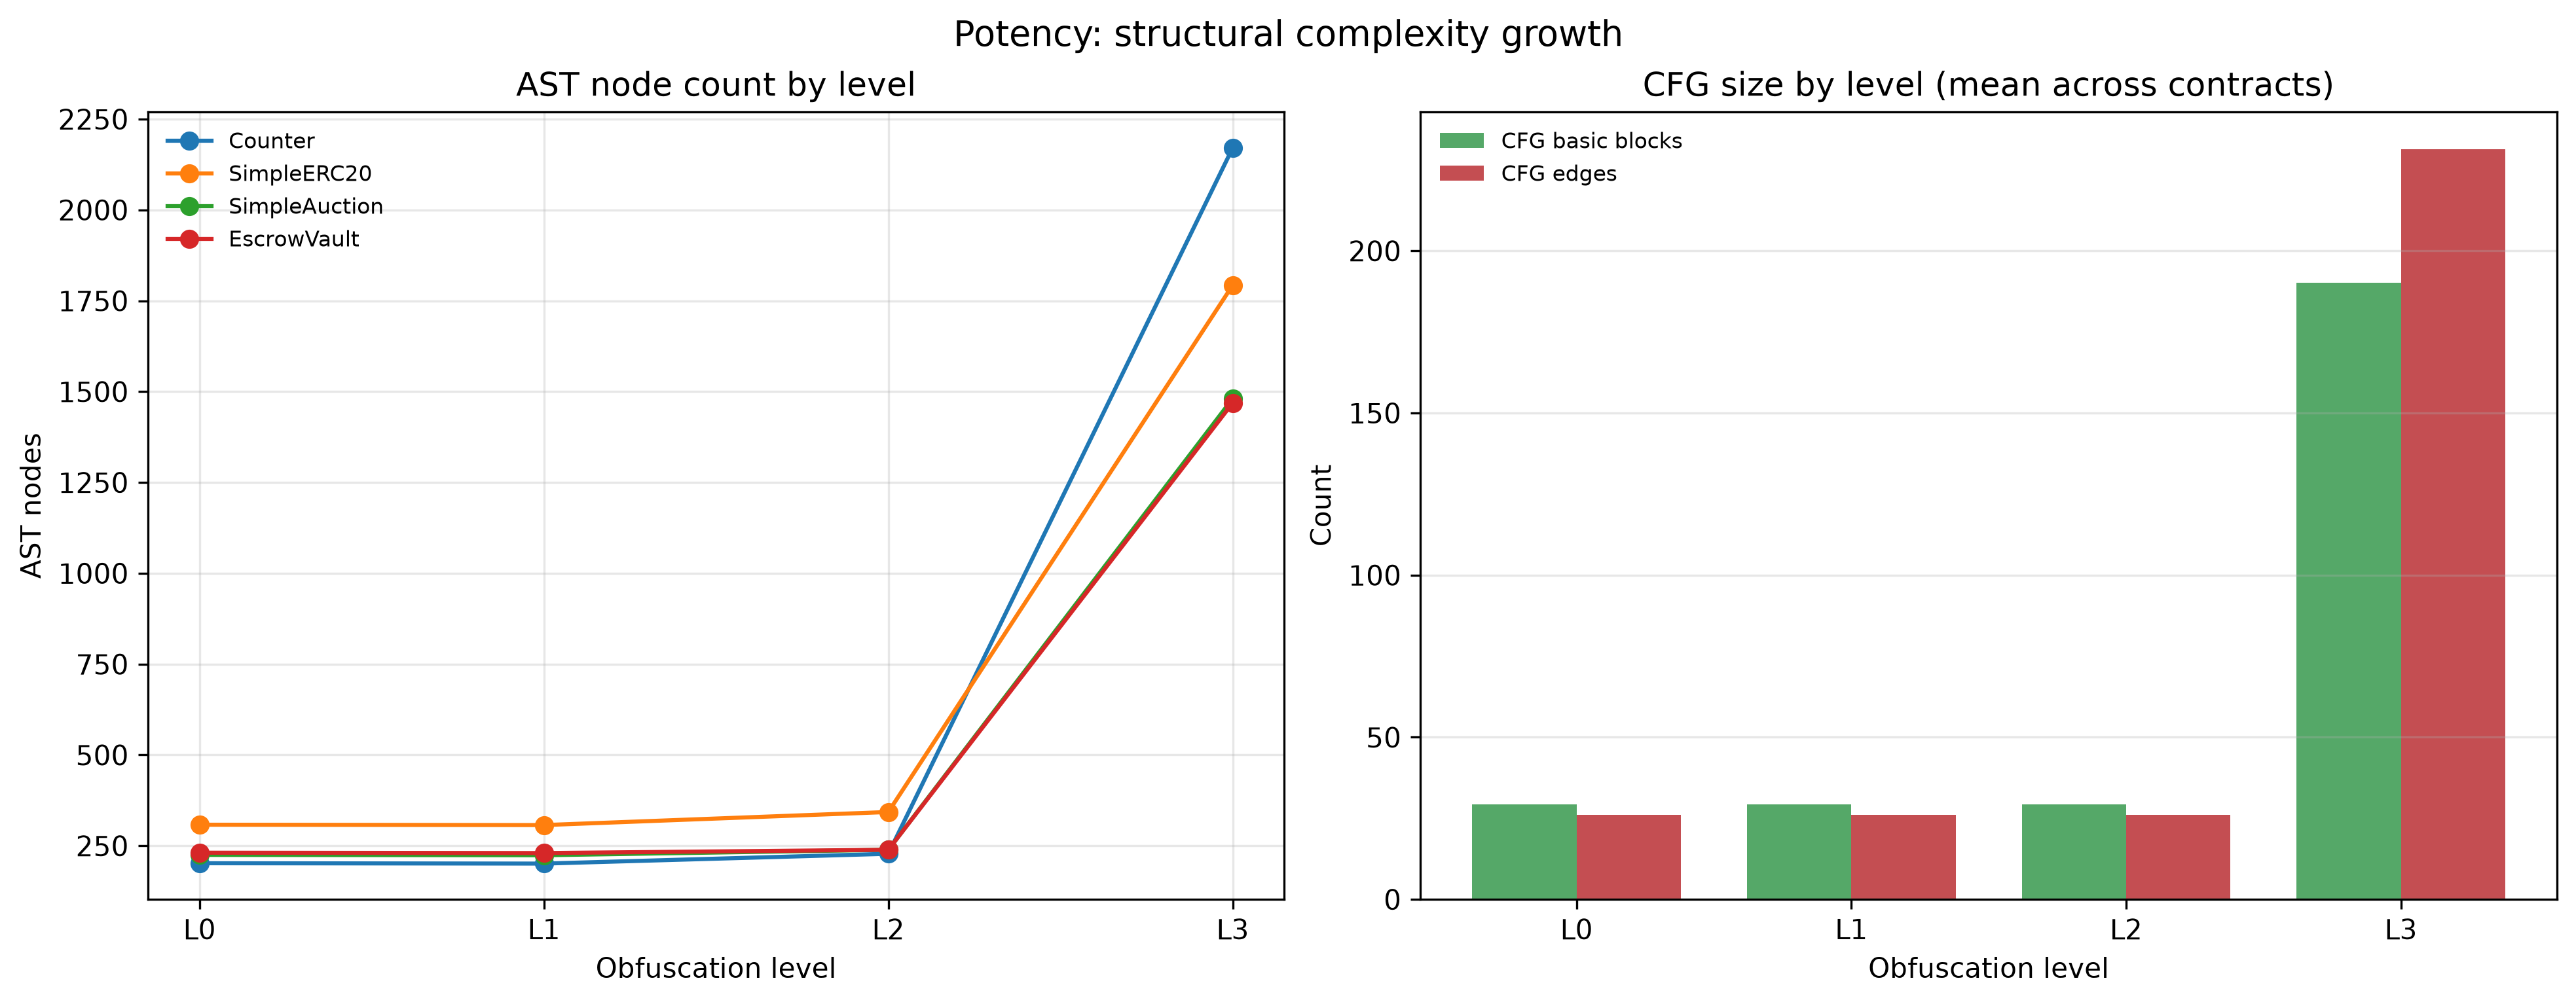 Potency: structural complexity growth
AST node count by level
2250
2000
1750
1500
1250
1000
750
500
250
AST nodes
Counter
SimpleERC20
SimpleAuction
EscrowVault
L0
L1
L2
L3
Obfuscation level
CFG size by level (mean across contracts)
200
150
100
50
0
Count
CFG basic blocks
CFG edges
L0
L1
L2
L3
Obfuscation level